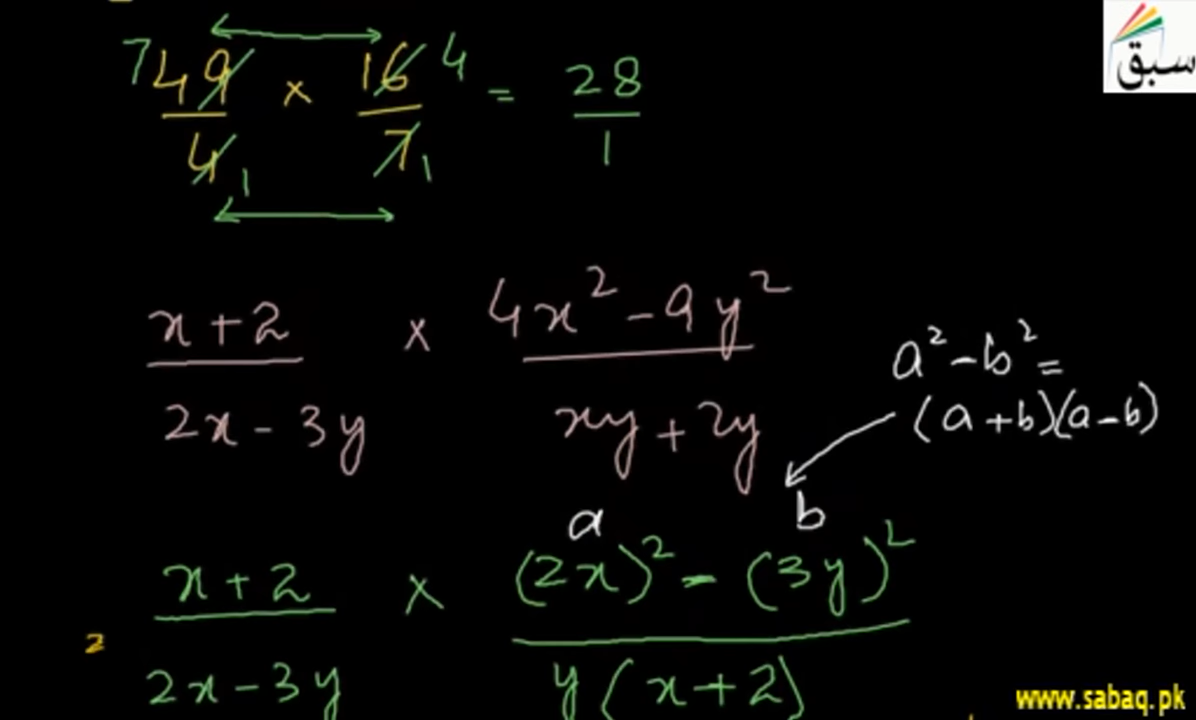 سبق
7 49/4 1 × 16/7 4 1 = 28/1
x+2/2x-3y × 4x²-9y²/xy+2y
a²-b²=
(a+b)(a-b)
a b
= x+2/2x-3y × (2x)²-(3y)²/y(x+2)
www.sabaq.pk